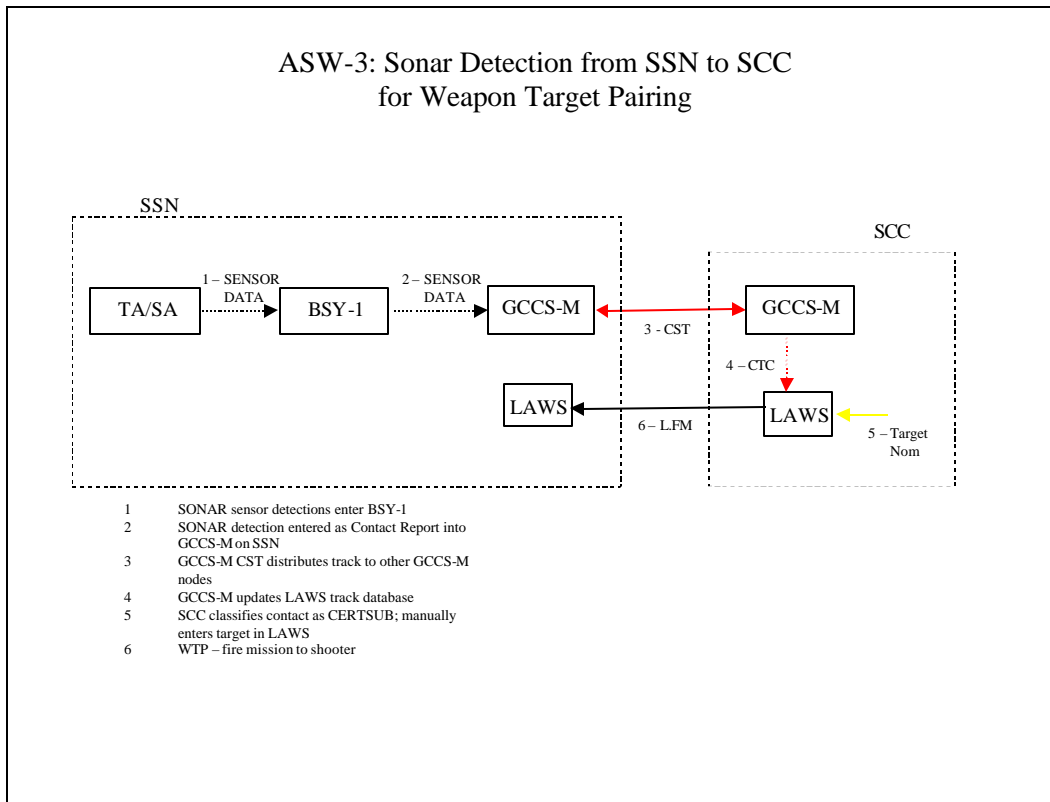 ASW-3: Sonar Detection from SSN to SCC
for Weapon Target Pairing
SSN
SCC
1 – SENSOR
DATA
2 – SENSOR
DATA
TA/SA
BSY-1
GCCS-M
GCCS-M
3 - CST
4 – CTC
LAWS
LAWS
6 – L.FM
5 – Target
Nom
1 SONAR sensor detections enter BSY-1
2 SONAR detection entered as Contact Report into
GCCS-M on SSN
3 GCCS-M CST distributes track to other GCCS-M
nodes
4 GCCS-M updates LAWS track database
5 SCC classifies contact as CERTSUB; manually
enters target in LAWS
6 WTP – fire mission to shooter